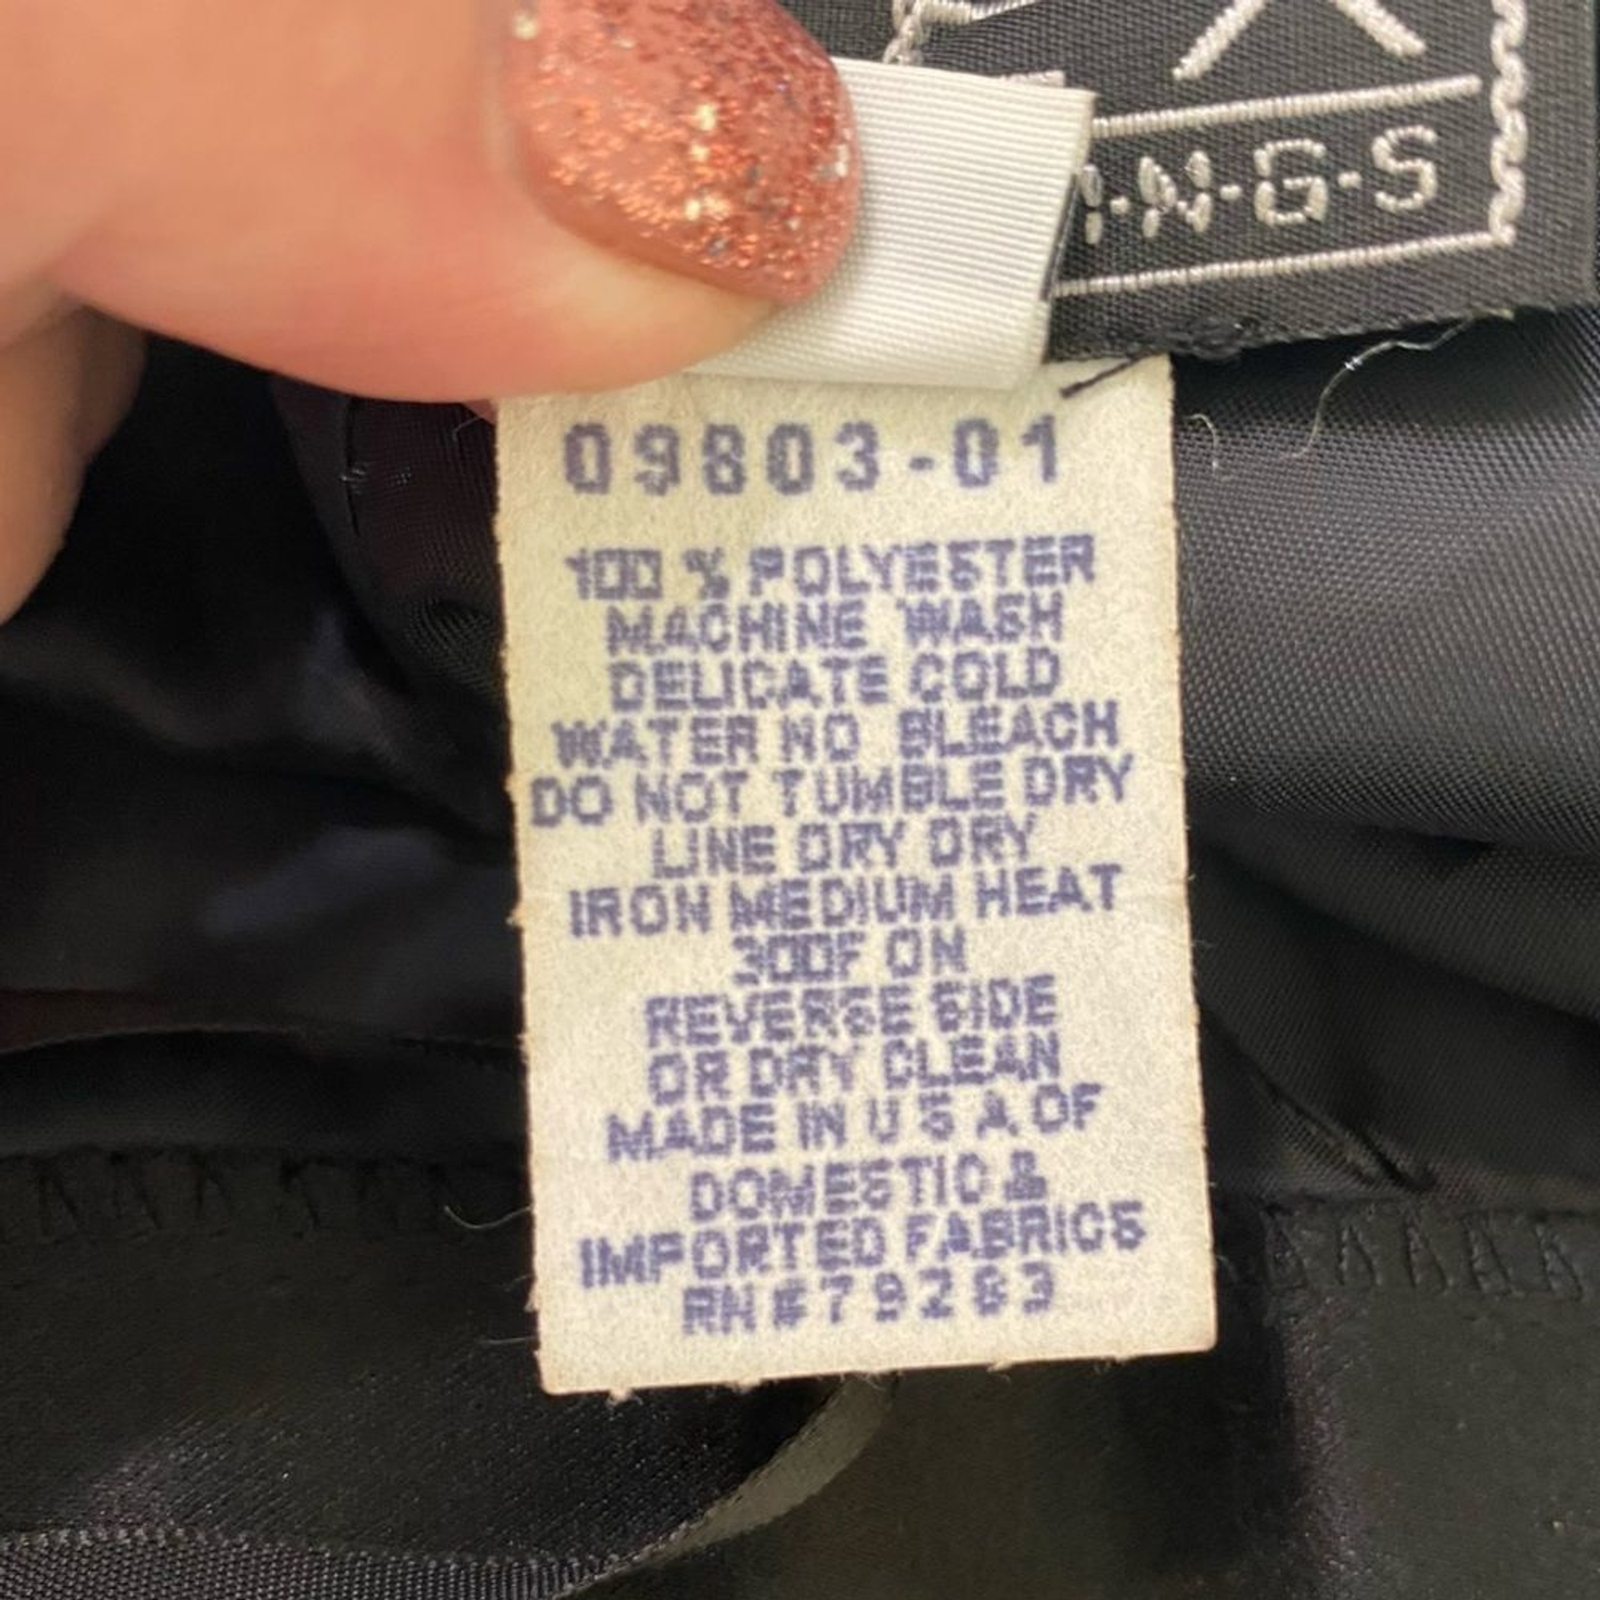 I·N·G·S
09803-01
100 % POLYESTER
MACHINE WASH
DELICATE COLD
WATER NO BLEACH
DO NOT TUMBLE DRY
LINE DRY DRY
IRON MEDIUM HEAT
300F ON
REVERSE SIDE
OR DRY CLEAN
MADE IN U S A OF
DOMESTIC &
IMPORTED FABRICS
RN#79283